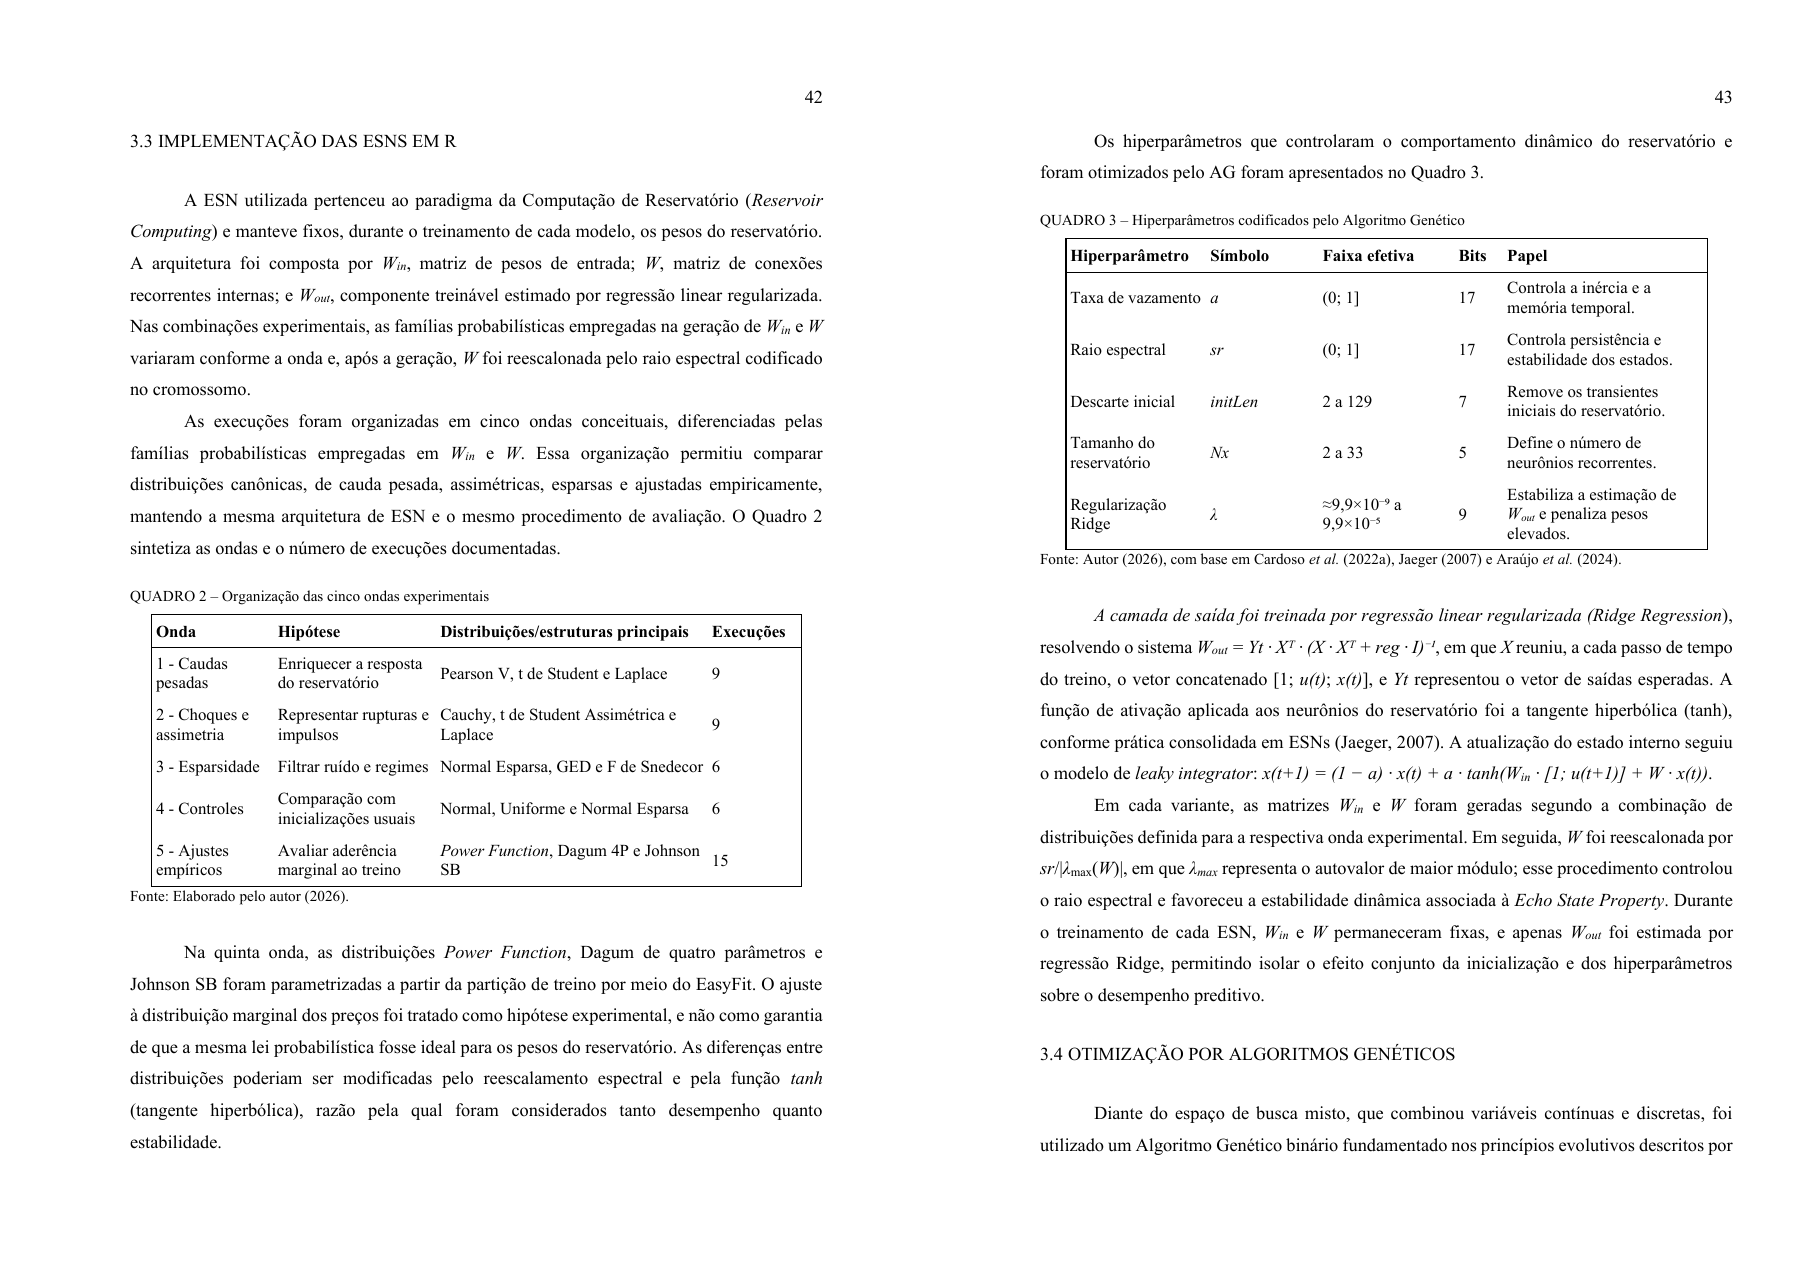 42
3.3 IMPLEMENTAÇÃO DAS ESNS EM R
A ESN utilizada pertenceu ao paradigma da Computação de Reservatório (Reservoir
Computing) e manteve fixos, durante o treinamento de cada modelo, os pesos do reservatório.
A arquitetura foi composta por Win, matriz de pesos de entrada; W, matriz de conexões
recorrentes internas; e Wout, componente treinável estimado por regressão linear regularizada.
Nas combinações experimentais, as famílias probabilísticas empregadas na geração de Win e W
variaram conforme a onda e, após a geração, W foi reescalonada pelo raio espectral codificado
no cromossomo.
As execuções foram organizadas em cinco ondas conceituais, diferenciadas pelas
famílias probabilísticas empregadas em Win e W. Essa organização permitiu comparar
distribuições canônicas, de cauda pesada, assimétricas, esparsas e ajustadas empiricamente,
mantendo a mesma arquitetura de ESN e o mesmo procedimento de avaliação. O Quadro 2
sintetiza as ondas e o número de execuções documentadas.
QUADRO 2 – Organização das cinco ondas experimentais
Onda Hipótese Distribuições/estruturas principais Execuções
1 - Caudas pesadas Enriquecer a resposta do reservatório Pearson V, t de Student e Laplace 9
2 - Choques e assimetria Representar rupturas e impulsos Cauchy, t de Student Assimétrica e Laplace 9
3 - Esparsidade Filtrar ruído e regimes Normal Esparsa, GED e F de Snedecor 6
4 - Controles Comparação com inicializações usuais Normal, Uniforme e Normal Esparsa 6
5 - Ajustes empíricos Avaliar aderência marginal ao treino Power Function, Dagum 4P e Johnson SB 15
Fonte: Elaborado pelo autor (2026).
Na quinta onda, as distribuições Power Function, Dagum de quatro parâmetros e
Johnson SB foram parametrizadas a partir da partição de treino por meio do EasyFit. O ajuste
à distribuição marginal dos preços foi tratado como hipótese experimental, e não como garantia
de que a mesma lei probabilística fosse ideal para os pesos do reservatório. As diferenças entre
distribuições poderiam ser modificadas pelo reescalamento espectral e pela função tanh
(tangente hiperbólica), razão pela qual foram considerados tanto desempenho quanto
estabilidade.
43
Os hiperparâmetros que controlaram o comportamento dinâmico do reservatório e
foram otimizados pelo AG foram apresentados no Quadro 3.
QUADRO 3 – Hiperparâmetros codificados pelo Algoritmo Genético
Hiperparâmetro Símbolo Faixa efetiva Bits Papel
Taxa de vazamento a (0; 1] 17 Controla a inércia e a memória temporal.
Raio espectral sr (0; 1] 17 Controla persistência e estabilidade dos estados.
Descarte inicial initLen 2 a 129 7 Remove os transientes iniciais do reservatório.
Tamanho do reservatório Nx 2 a 33 5 Define o número de neurônios recorrentes.
Regularização Ridge λ ≈9,9×10⁻⁹ a 9,9×10⁻⁵ 9 Estabiliza a estimação de Wout e penaliza pesos elevados.
Fonte: Autor (2026), com base em Cardoso et al. (2022a), Jaeger (2007) e Araújo et al. (2024).
A camada de saída foi treinada por regressão linear regularizada (Ridge Regression),
resolvendo o sistema Wout = Yt · Xᵀ · (X · Xᵀ + reg · I)⁻¹, em que X reuniu, a cada passo de tempo
do treino, o vetor concatenado [1; u(t); x(t)], e Yt representou o vetor de saídas esperadas. A
função de ativação aplicada aos neurônios do reservatório foi a tangente hiperbólica (tanh),
conforme prática consolidada em ESNs (Jaeger, 2007). A atualização do estado interno seguiu
o modelo de leaky integrator: x(t+1) = (1 − a) · x(t) + a · tanh(Win · [1; u(t+1)] + W · x(t)).
Em cada variante, as matrizes Win e W foram geradas segundo a combinação de
distribuições definida para a respectiva onda experimental. Em seguida, W foi reescalonada por
sr/|λmax(W)|, em que λmax representa o autovalor de maior módulo; esse procedimento controlou
o raio espectral e favoreceu a estabilidade dinâmica associada à Echo State Property. Durante
o treinamento de cada ESN, Win e W permaneceram fixas, e apenas Wout foi estimada por
regressão Ridge, permitindo isolar o efeito conjunto da inicialização e dos hiperparâmetros
sobre o desempenho preditivo.
3.4 OTIMIZAÇÃO POR ALGORITMOS GENÉTICOS
Diante do espaço de busca misto, que combinou variáveis contínuas e discretas, foi
utilizado um Algoritmo Genético binário fundamentado nos princípios evolutivos descritos por